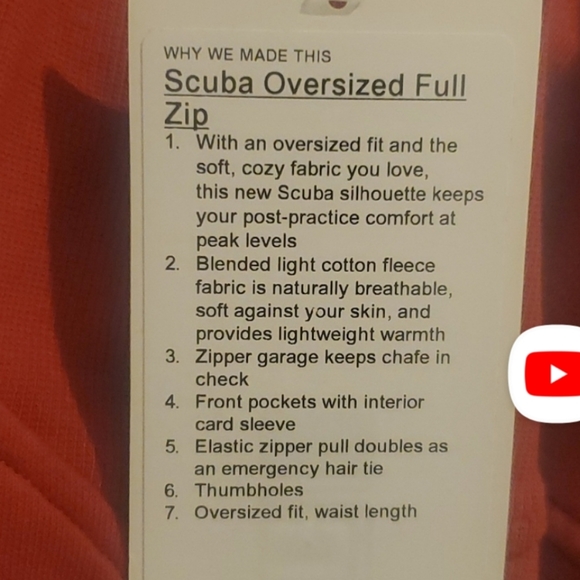 WHY WE MADE THIS
Scuba Oversized Full
Zip
1. With an oversized fit and the
soft, cozy fabric you love,
this new Scuba silhouette keeps
your post-practice comfort at
peak levels
2. Blended light cotton fleece
fabric is naturally breathable,
soft against your skin, and
provides lightweight warmth
3. Zipper garage keeps chafe in
check
4. Front pockets with interior
card sleeve
5. Elastic zipper pull doubles as
an emergency hair tie
6. Thumbholes
7. Oversized fit, waist length